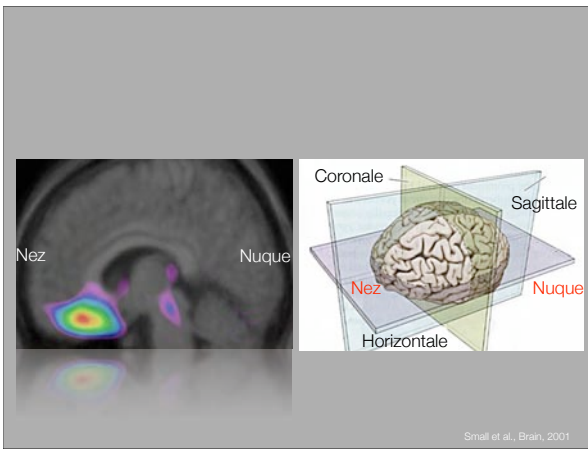 Nez
Nuque
Coronale
Sagittale
Nez
Nuque
Horizontale
Small et al., Brain, 2001